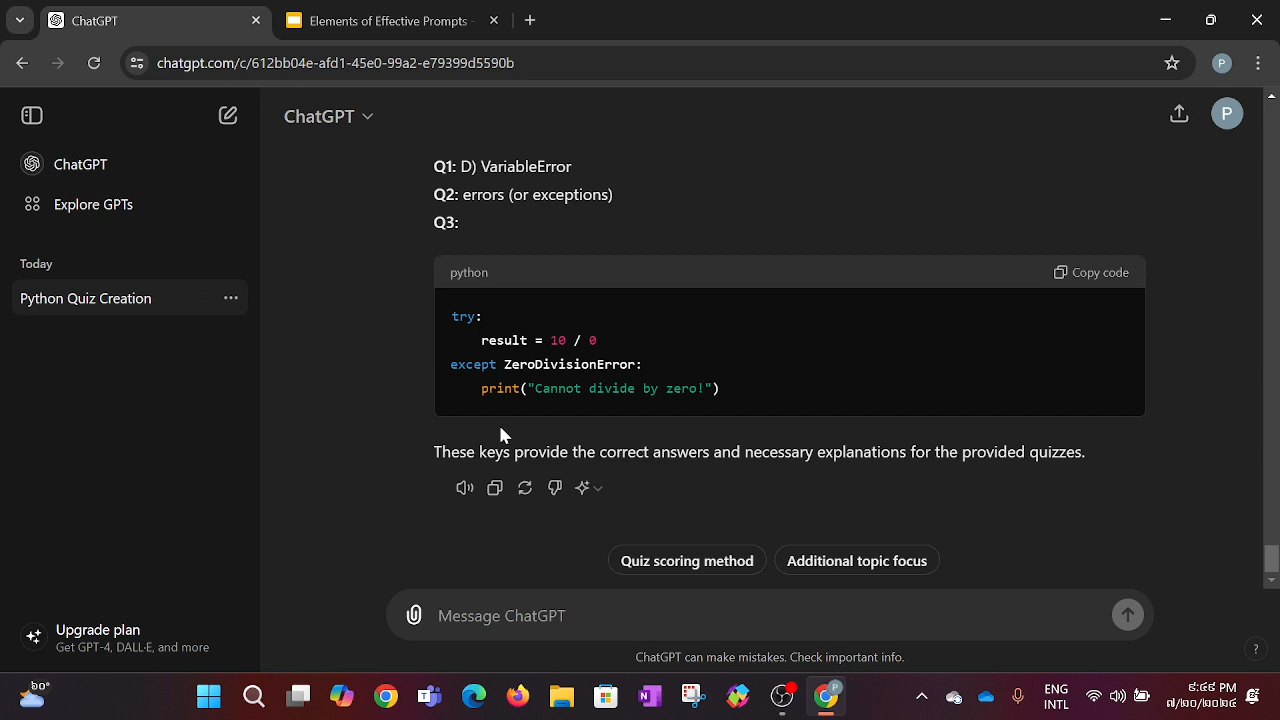 ChatGPT
Elements of Effective Prompts
chatgpt.com/c/612bb04e-afd1-45e0-99a2-e79399d5590b
P
ChatGPT
P
ChatGPT
Explore GPTs
Today
Python Quiz Creation
Q1: D) VariableError
Q2: errors (or exceptions)
Q3:
python
Copy code
try:
result = 10 / 0
except ZeroDivisionError:
print("Cannot divide by zero!")
These keys provide the correct answers and necessary explanations for the provided quizzes.
Quiz scoring method
Additional topic focus
Message ChatGPT
ChatGPT can make mistakes. Check important info.
?
Upgrade plan
Get GPT-4, DALL·E, and more
ENG
INTL